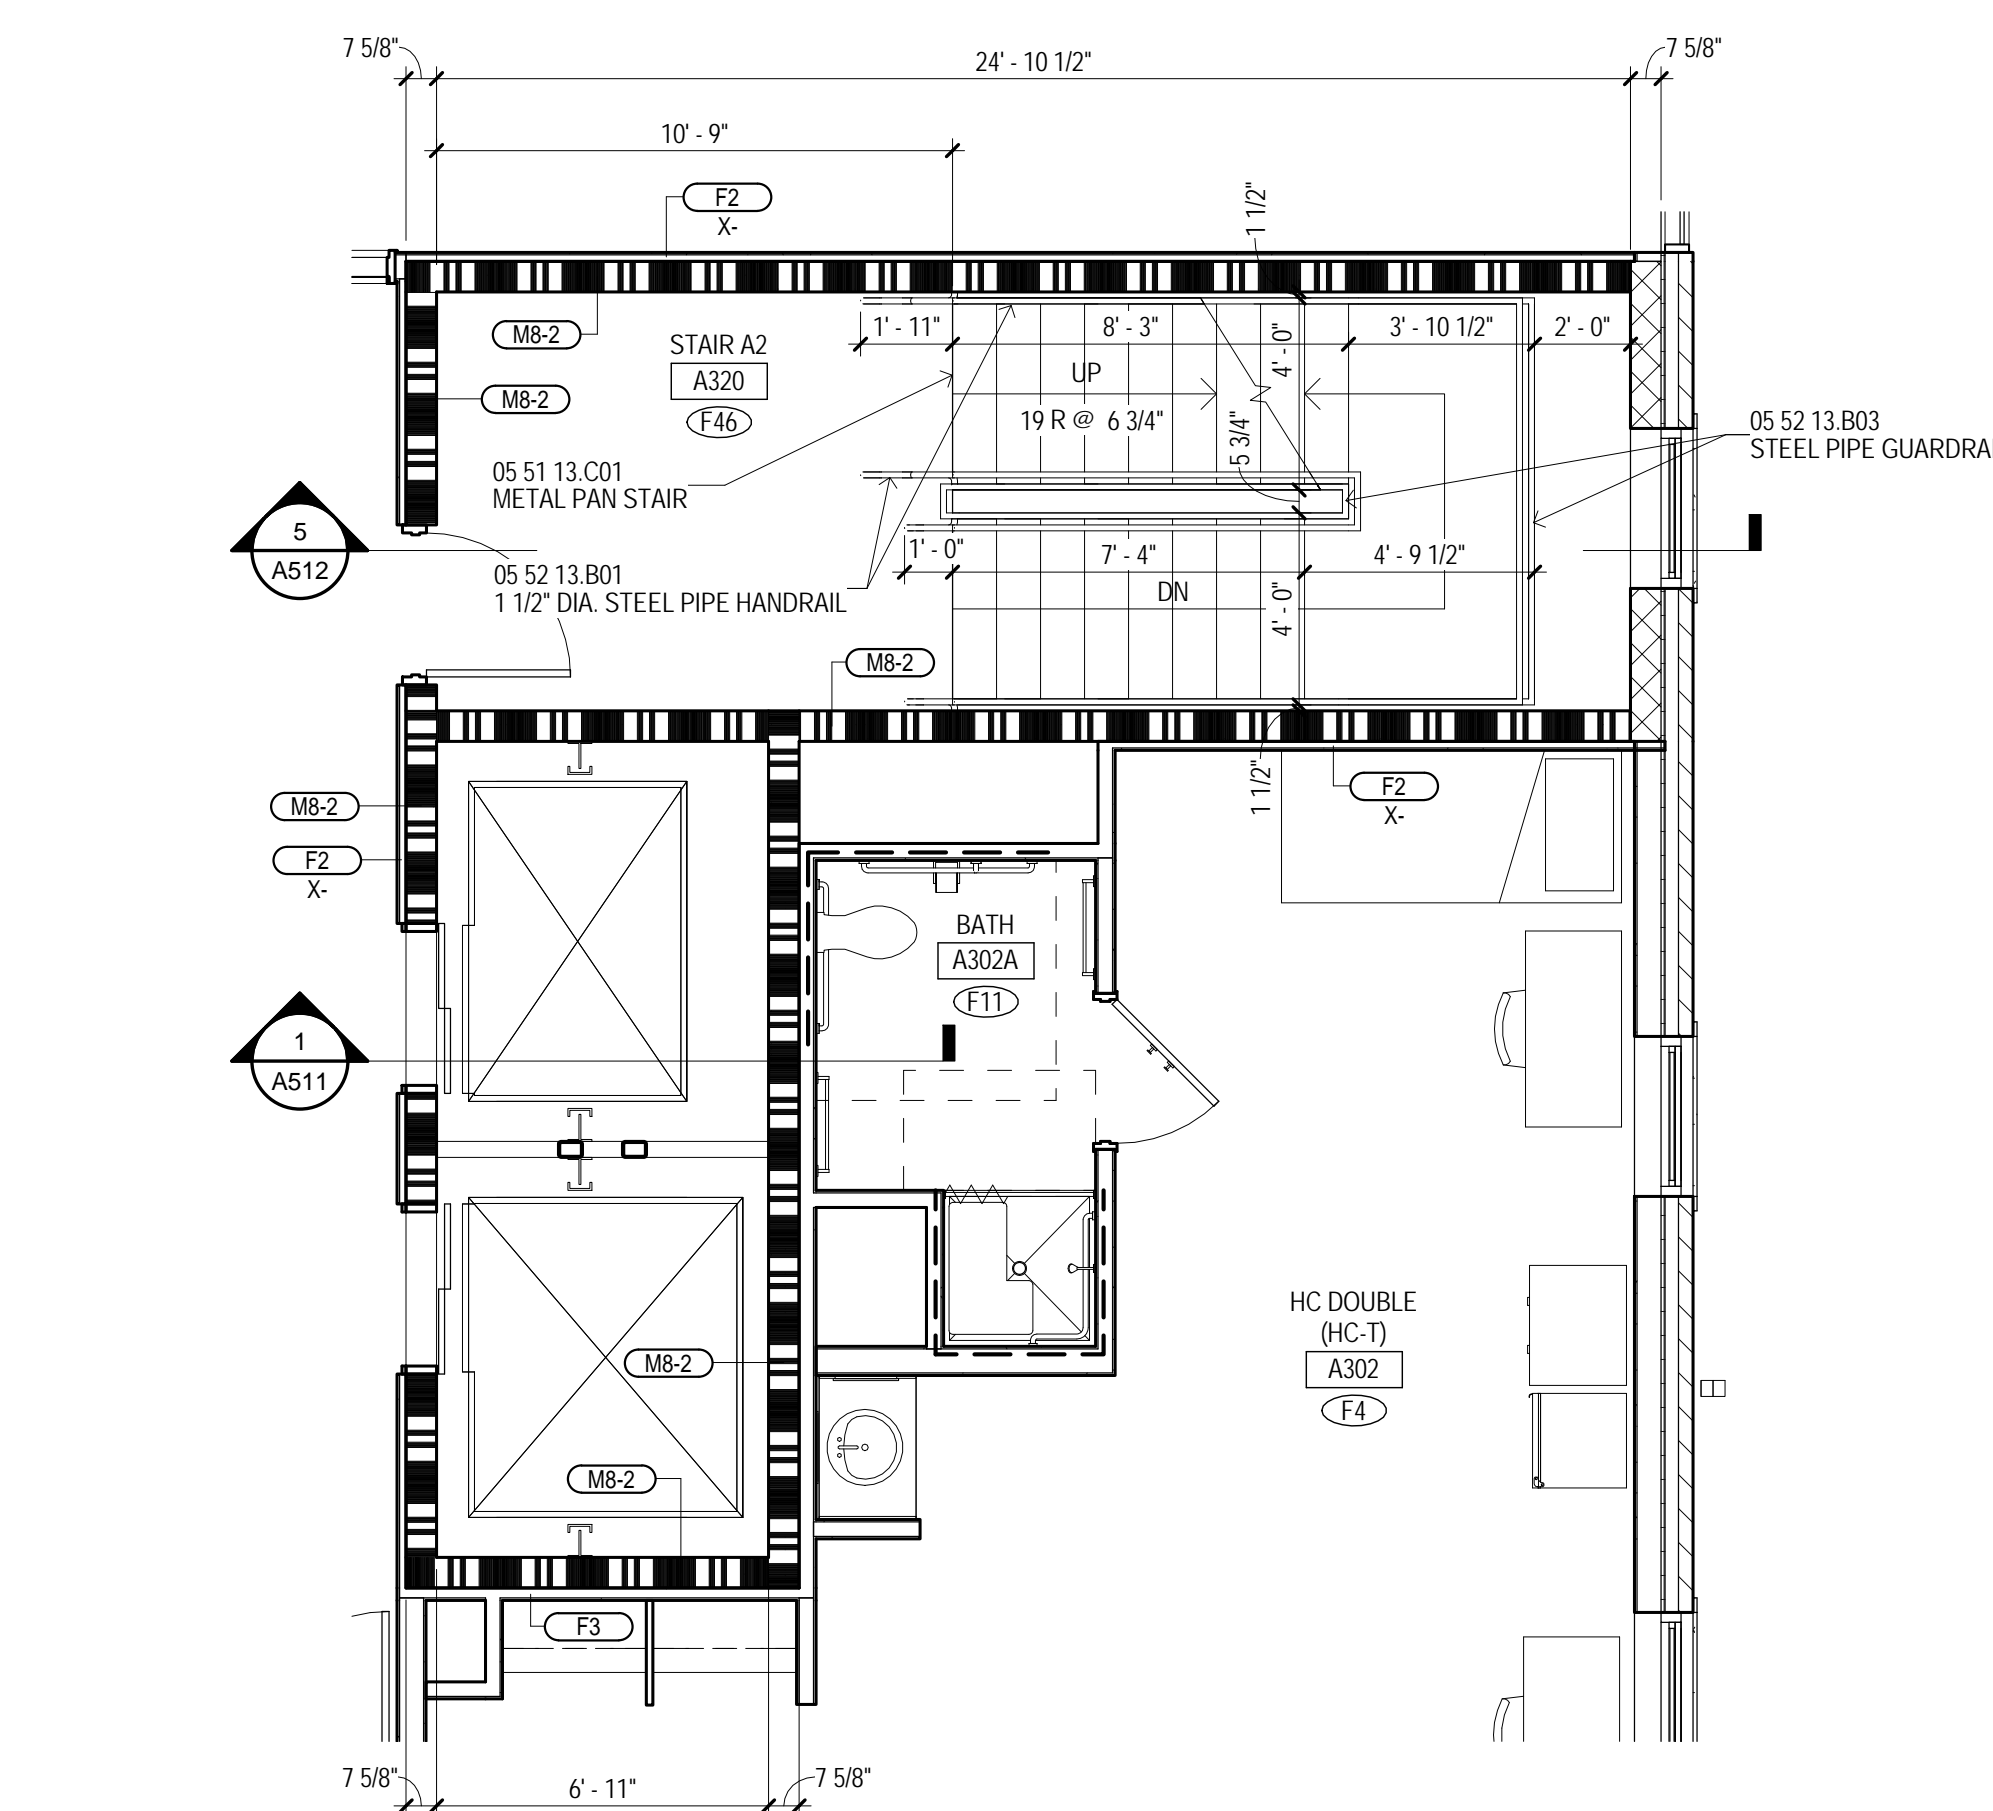 7 5/8"
24' - 10 1/2"
7 5/8"
10' - 9"
F2
X-
1 1/2"
M8-2
STAIR A2
A320
F46
M8-2
1' - 11"
8' - 3"
4' - 0"
3' - 10 1/2"
2' - 0"
UP
19 R @ 6 3/4"
5 3/4"
05 52 13.B03
STEEL PIPE GUARDRAI
05 51 13.C01
METAL PAN STAIR
5
A512
05 52 13.B01
1 1/2" DIA. STEEL PIPE HANDRAIL
1' - 0"
7' - 4"
4' - 9 1/2"
DN
4' - 0"
M8-2
1 1/2"
F2
X-
M8-2
F2
X-
BATH
A302A
F11
1
A511
HC DOUBLE
(HC-T)
A302
F4
M8-2
M8-2
F3
7 5/8"
6' - 11"
7 5/8"